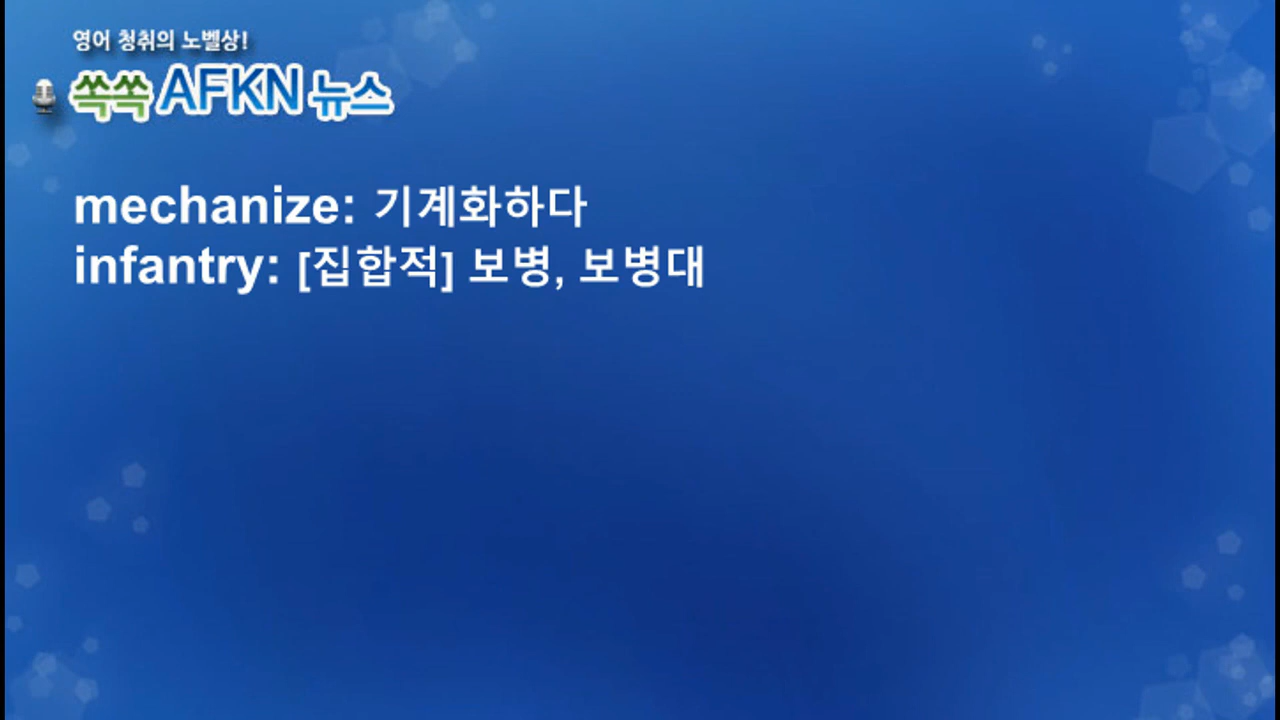 영어 청취의 노벨상!
쏙쏙 AFKN 뉴스
mechanize: 기계화하다
infantry: [집합적] 보병, 보병대